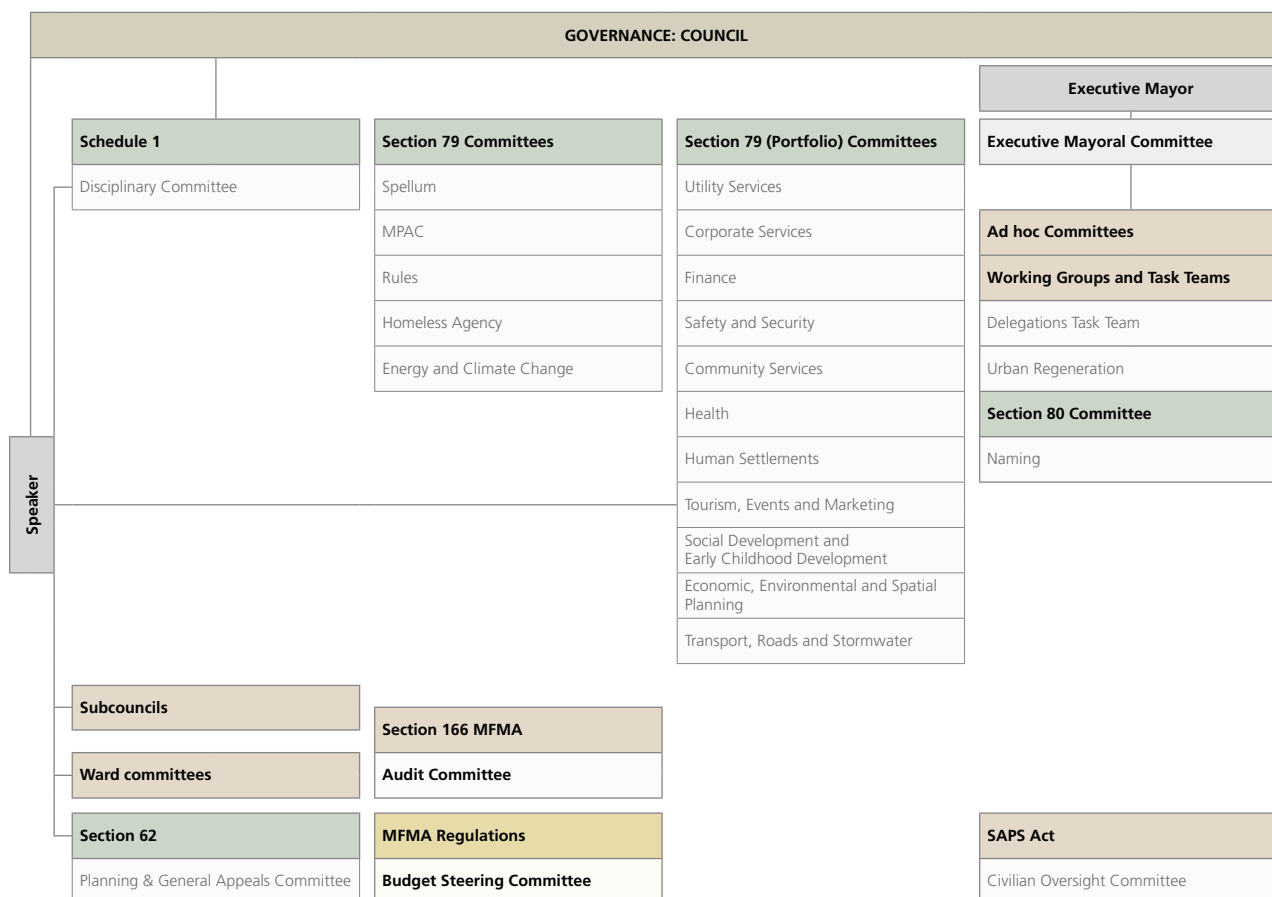 GOVERNANCE: COUNCIL
Executive Mayor
Schedule 1
Disciplinary Committee
Section 79 Committees
Spellum
MPAC
Rules
Homeless Agency
Energy and Climate Change
Section 79 (Portfolio) Committees
Utility Services
Corporate Services
Finance
Safety and Security
Community Services
Health
Human Settlements
Tourism, Events and Marketing
Social Development and
Early Childhood Development
Economic, Environmental and Spatial
Planning
Transport, Roads and Stormwater
Executive Mayoral Committee
Ad hoc Committees
Working Groups and Task Teams
Delegations Task Team
Urban Regeneration
Section 80 Committee
Naming
Speaker
Subcouncils
Ward committees
Section 62
Planning & General Appeals Committee
Section 166 MFMA
Audit Committee
MFMA Regulations
Budget Steering Committee
SAPS Act
Civilian Oversight Committee